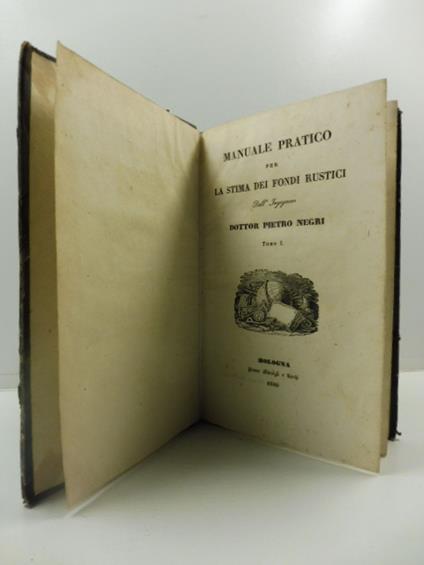 MANUALE PRATICO
PER
LA STIMA DEI FONDI RUSTICI
Dell' Ingegnere
DOTTOR PIETRO NEGRI
Tomo I.
BOLOGNA